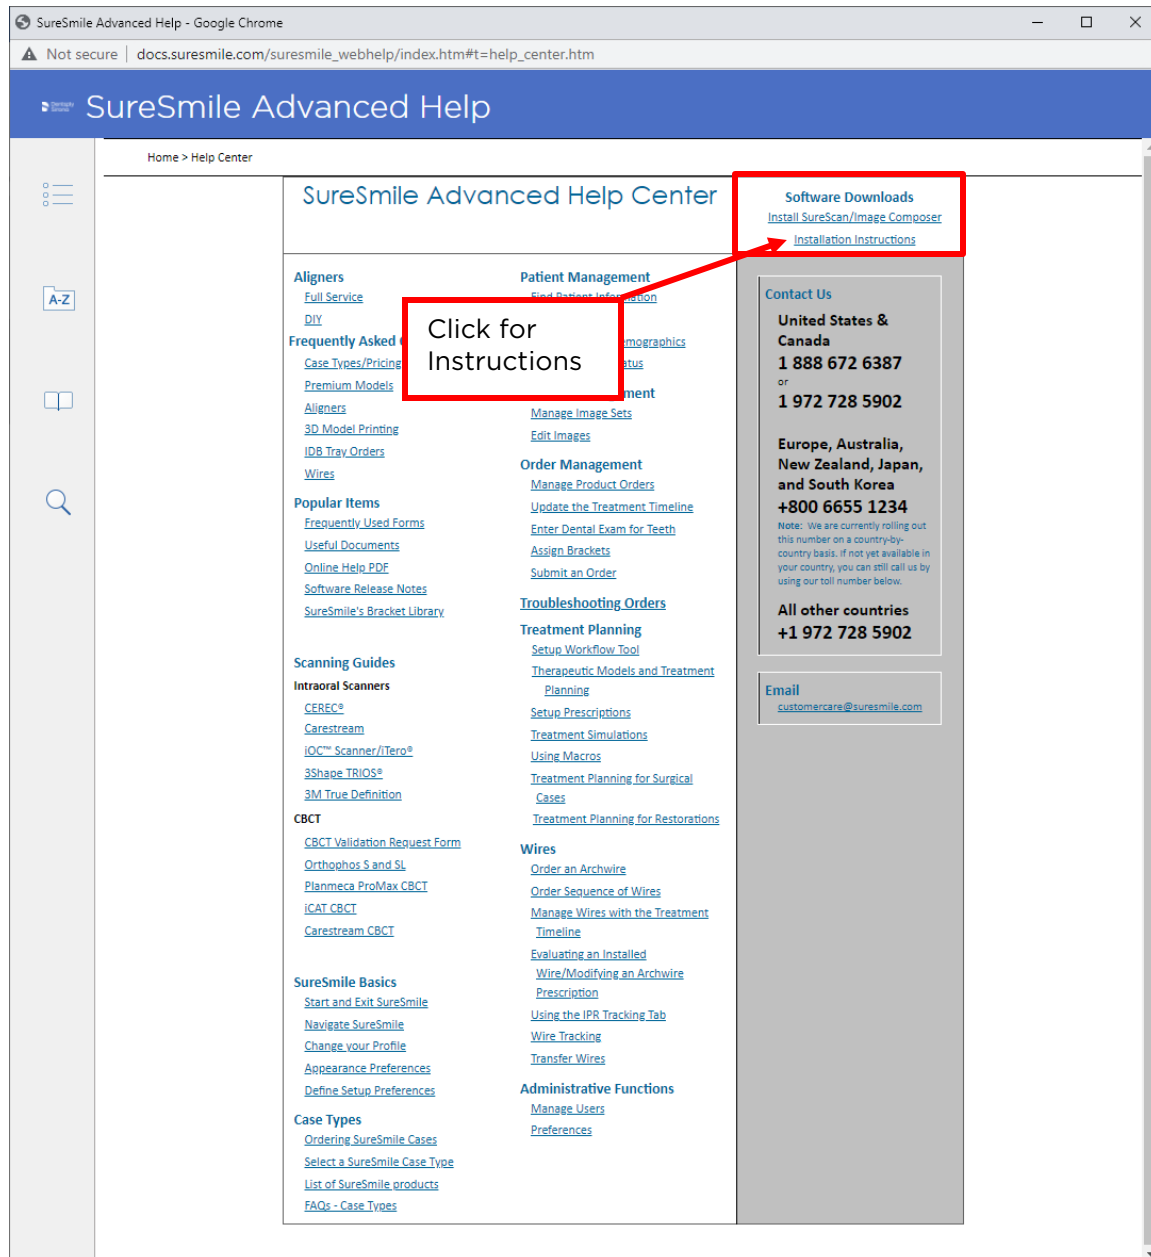 SureSmile Advanced Help - Google Chrome
Not secure | docs.suresmile.com/suresmile_webhelp/index.htm#t=help_center.htm
SureSmile Advanced Help
Home > Help Center
A-Z
SureSmile Advanced Help Center
Software Downloads
Install SureScan/Image Composer
Installation Instructions
Click for
Instructions
Aligners
Full Service
DIY
Frequently Asked
Case Types/Pricing
Premium Models
Aligners
3D Model Printing
IDB Tray Orders
Wires
Popular Items
Frequently Used Forms
Useful Documents
Online Help PDF
Software Release Notes
SureSmile's Bracket Library
Scanning Guides
Intraoral Scanners
CEREC®
Carestream
iOC™ Scanner/iTero®
3Shape TRIOS®
3M True Definition
CBCT
CBCT Validation Request Form
Orthophos S and SL
Planmeca ProMax CBCT
iCAT CBCT
Carestream CBCT
SureSmile Basics
Start and Exit SureSmile
Navigate SureSmile
Change your Profile
Appearance Preferences
Define Setup Preferences
Case Types
Ordering SureSmile Cases
Select a SureSmile Case Type
List of SureSmile products
FAQs - Case Types
Patient Management
Find Patient Information
Manage Image Sets
Edit Images
Order Management
Manage Product Orders
Update the Treatment Timeline
Enter Dental Exam for Teeth
Assign Brackets
Submit an Order
Troubleshooting Orders
Treatment Planning
Setup Workflow Tool
Therapeutic Models and Treatment
Planning
Setup Prescriptions
Treatment Simulations
Using Macros
Treatment Planning for Surgical
Cases
Treatment Planning for Restorations
Wires
Order an Archwire
Order Sequence of Wires
Manage Wires with the Treatment
Timeline
Evaluating an Installed
Wire/Modifying an Archwire
Prescription
Using the IPR Tracking Tab
Wire Tracking
Transfer Wires
Administrative Functions
Manage Users
Preferences
Contact Us
United States &
Canada
1 888 672 6387
or
1 972 728 5902
Europe, Australia,
New Zealand, Japan,
and South Korea
+800 6655 1234
Note: We are currently rolling out
this number on a country-by-
country basis. If not yet available in
your country, you can still call us by
using our toll number below.
All other countries
+1 972 728 5902
Email
customercare@suresmile.com